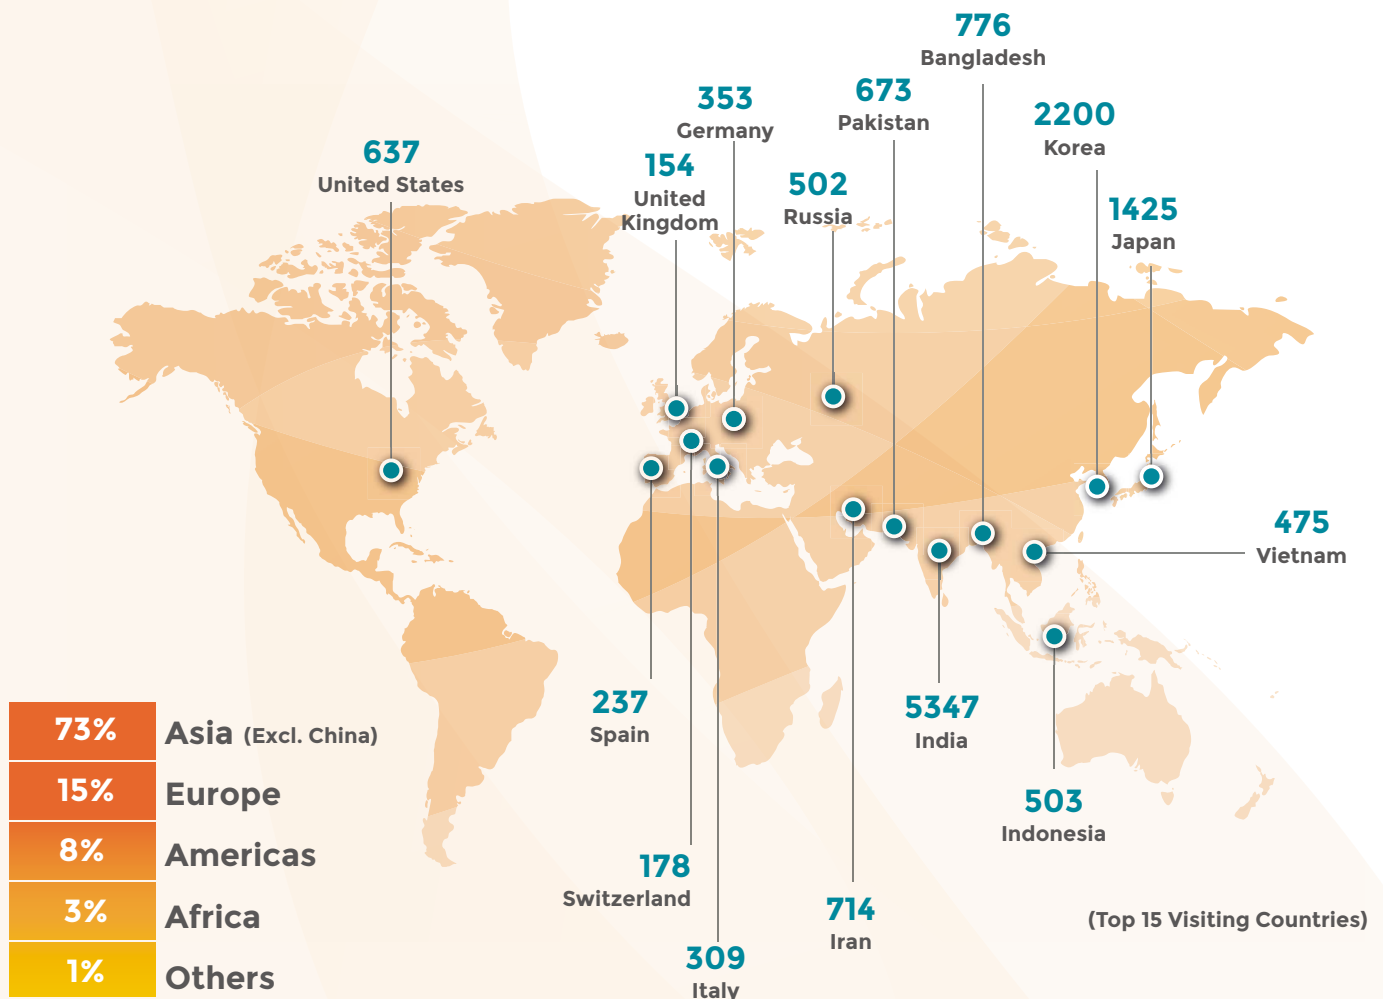 776
Bangladesh
353
Germany
673
Pakistan
2200
Korea
637
United States
154
United
Kingdom
502
Russia
1425
Japan
475
Vietnam
237
Spain
5347
India
503
Indonesia
178
Switzerland
714
Iran
309
Italy
(Top 15 Visiting Countries)
73% Asia (Excl. China)
15% Europe
8% Americas
3% Africa
1% Others